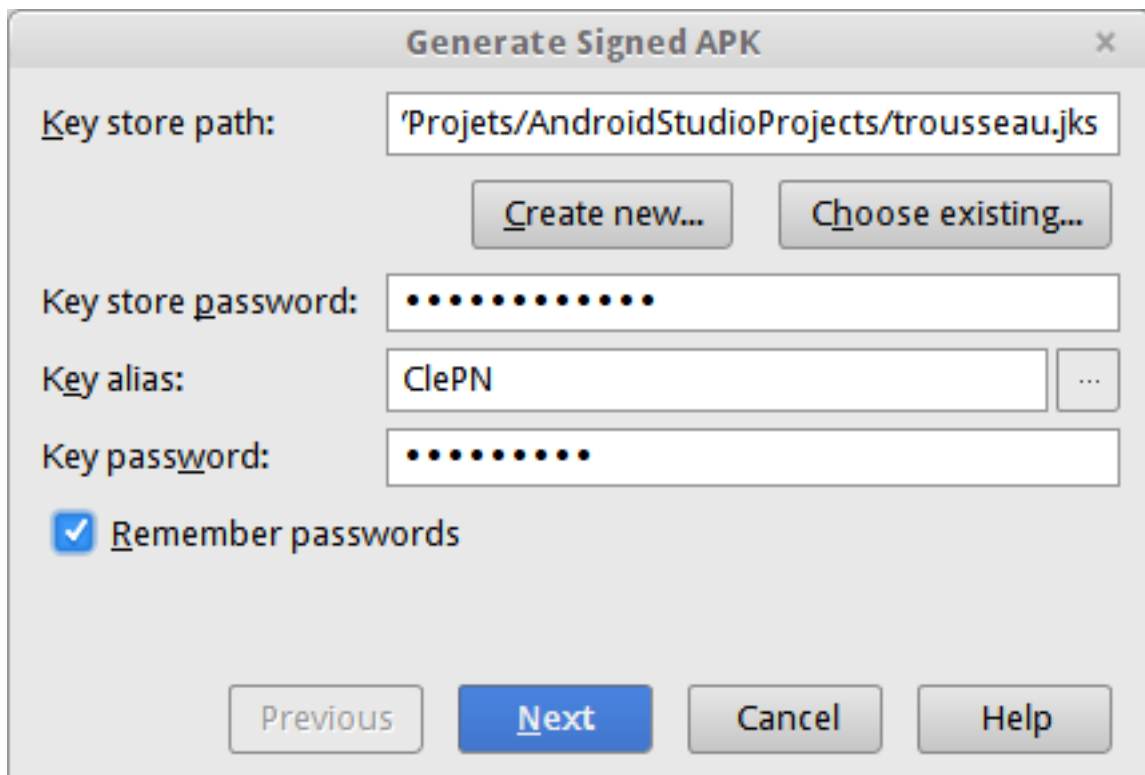 Generate Signed APK ×
Key store path: /Projets/AndroidStudioProjects/trousseau.jks
Create new... Choose existing...
Key store password: ••••••••••••
Key alias: ClePN ...
Key password: •••••••••
Remember passwords
Previous Next Cancel Help